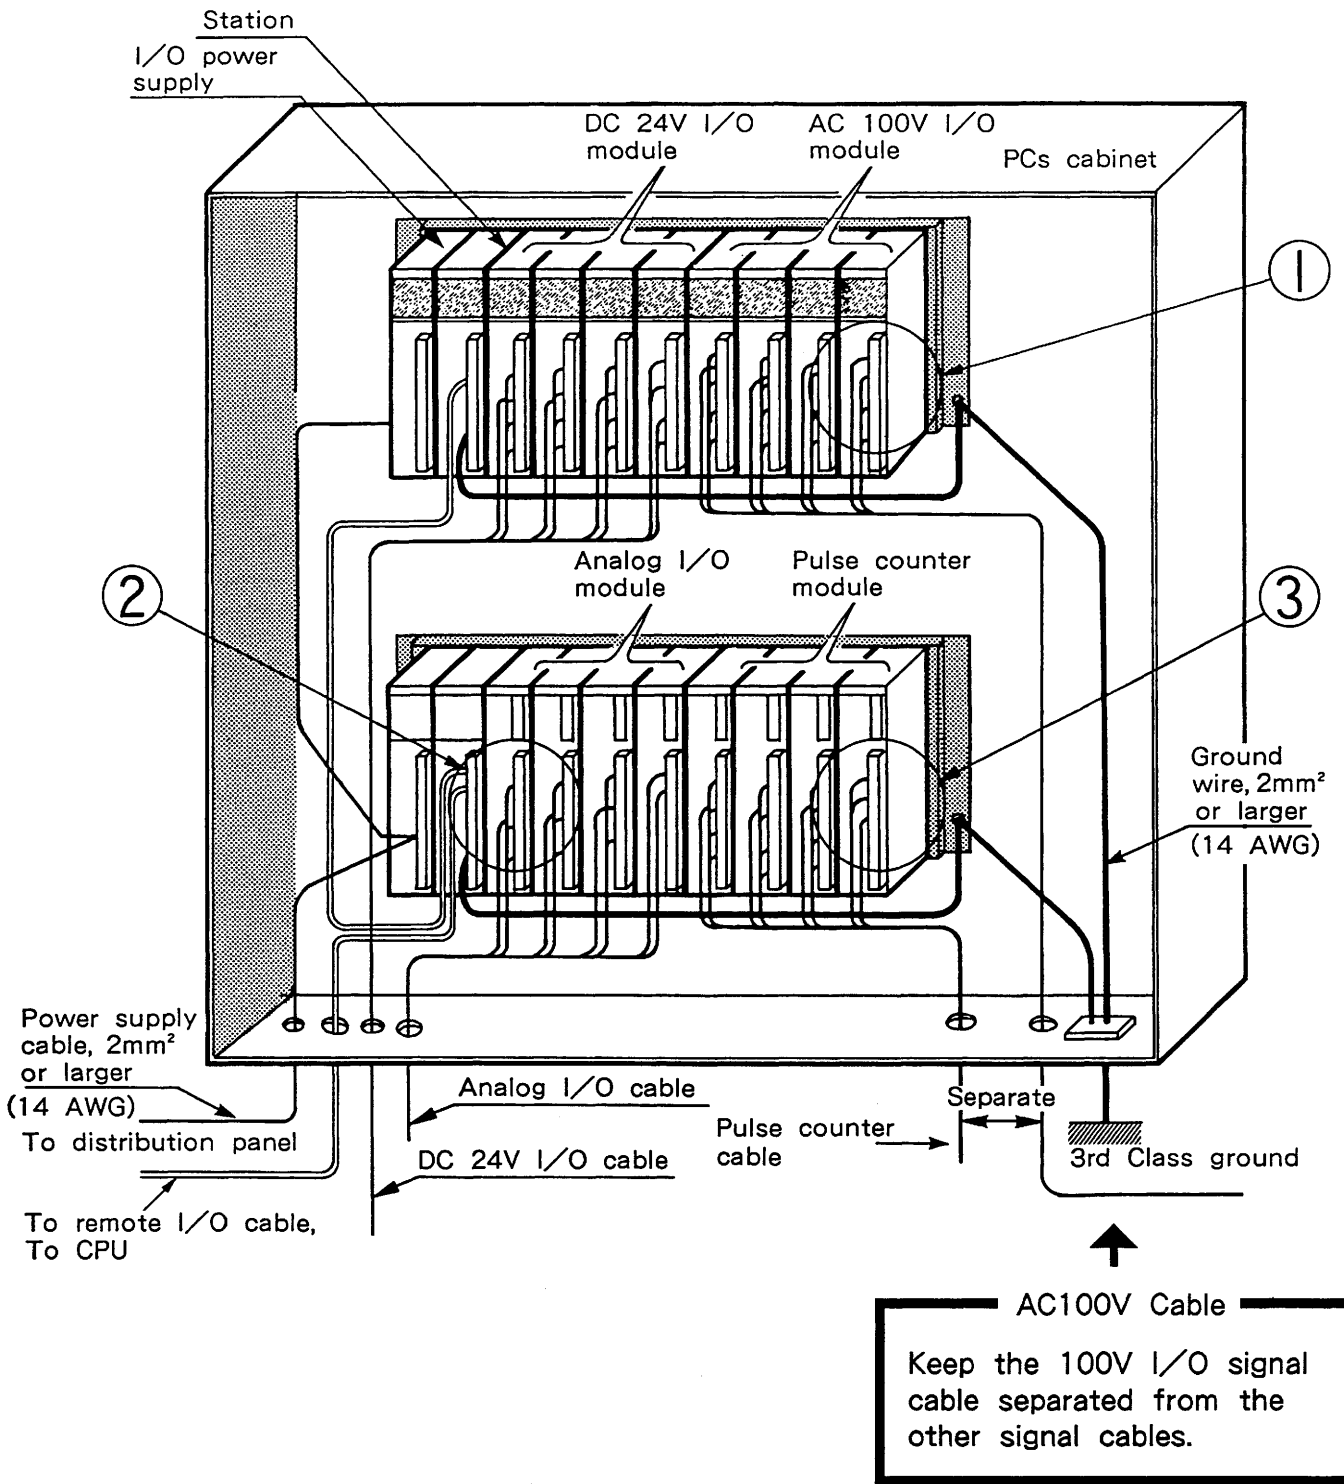 Station
I/O power
supply
DC 24V I/O
module
AC 100V I/O
module
PCs cabinet
1
Analog I/O
module
Pulse counter
module
2
3
Ground
wire, 2mm²
or larger
(14 AWG)
Power supply
cable, 2mm²
or larger
(14 AWG)
To distribution panel
Analog I/O cable
DC 24V I/O cable
Pulse counter
cable
Separate
3rd Class ground
To remote I/O cable,
To CPU
AC100V Cable
Keep the 100V I/O signal
cable separated from the
other signal cables.